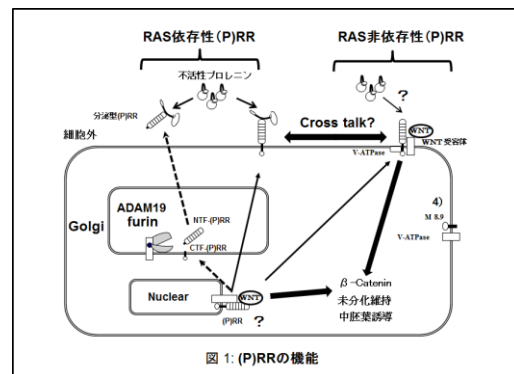 RAS依存性(P)RR
RAS非依存性(P)RR
不活性プロレニン
?
分泌型(P)RR
Cross talk?
WNT
WNT 受容体
V-ATPase
細胞外
4)
M 8.9
V-ATPase
Golgi
ADAM19
furin
NTF-(P)RR
CTF-(P)RR
Nuclear
WNT
(P)RR
?
β-Catenin
未分化維持
中胚葉誘導
図 1: (P)RRの機能